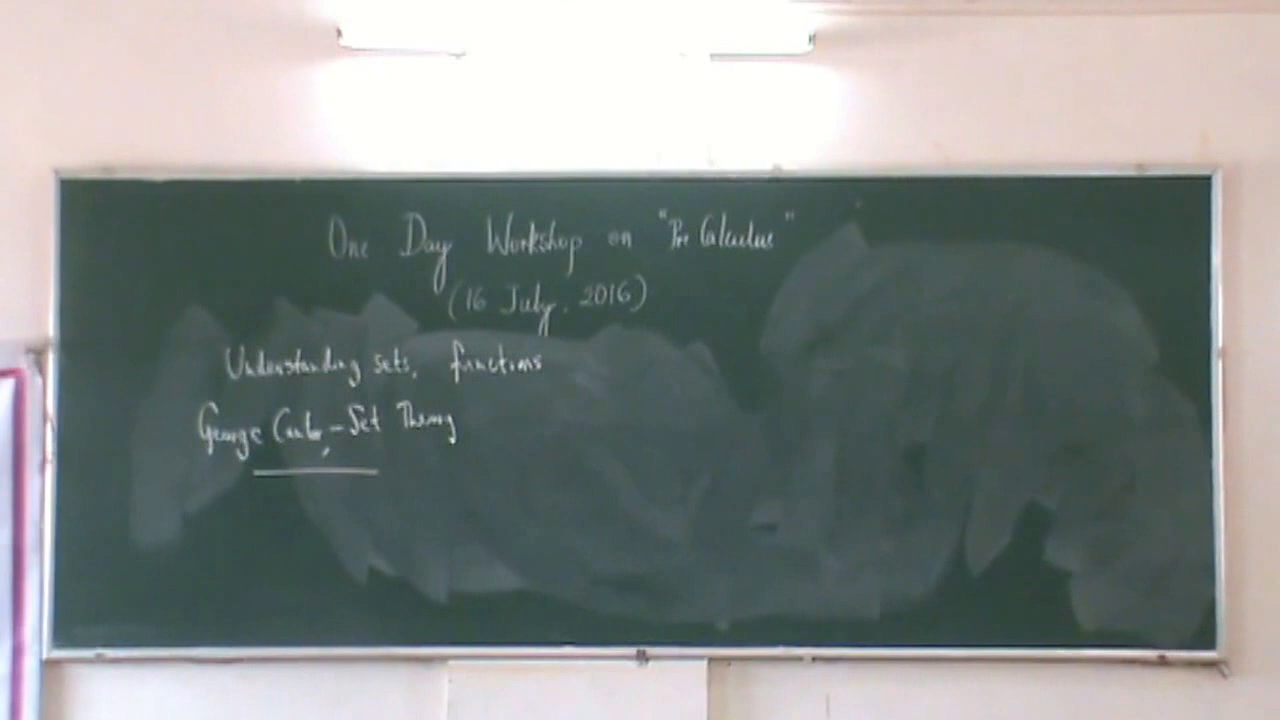 One Day Workshop on "Pre Calculus"
(16 July, 2016)
Understanding sets, functions
George Cantor - Set Theory